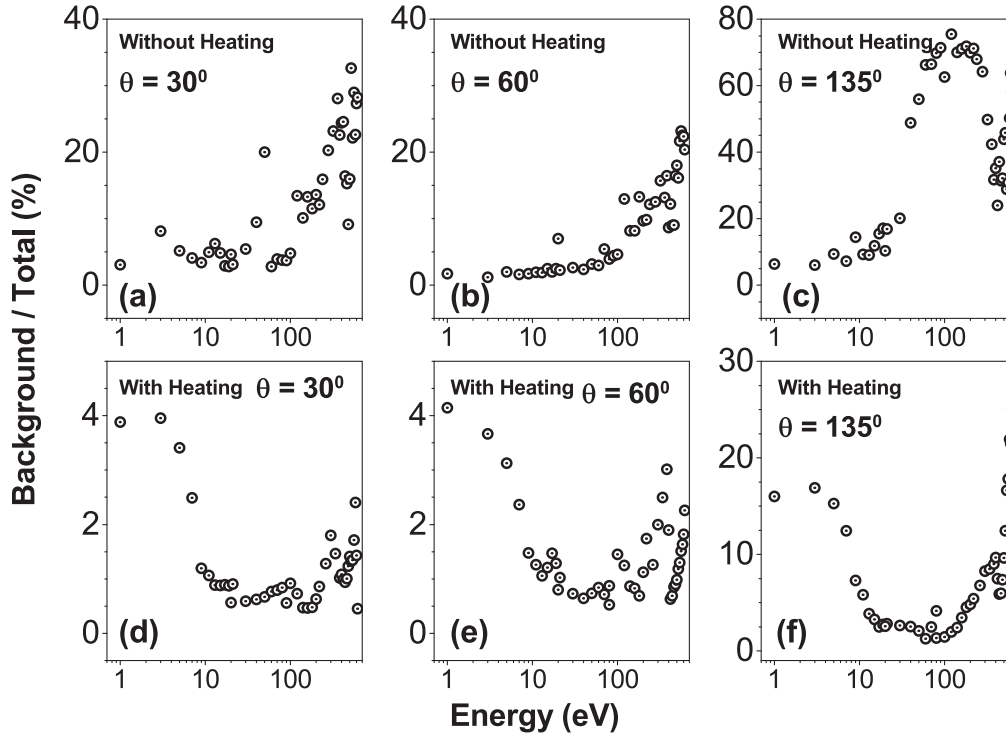 Background / Total (%)
40
20
0
Without Heating
θ = 30⁰
(a)
1
10
100
40
20
0
Without Heating
θ = 60⁰
(b)
1
10
100
80
60
40
20
0
Without Heating
θ = 135⁰
(c)
1
10
100
4
2
0
With Heating θ = 30⁰
(d)
1
10
100
4
2
0
With Heating θ = 60⁰
(e)
1
10
100
30
20
10
0
With Heating
θ = 135⁰
(f)
1
10
100
Energy (eV)